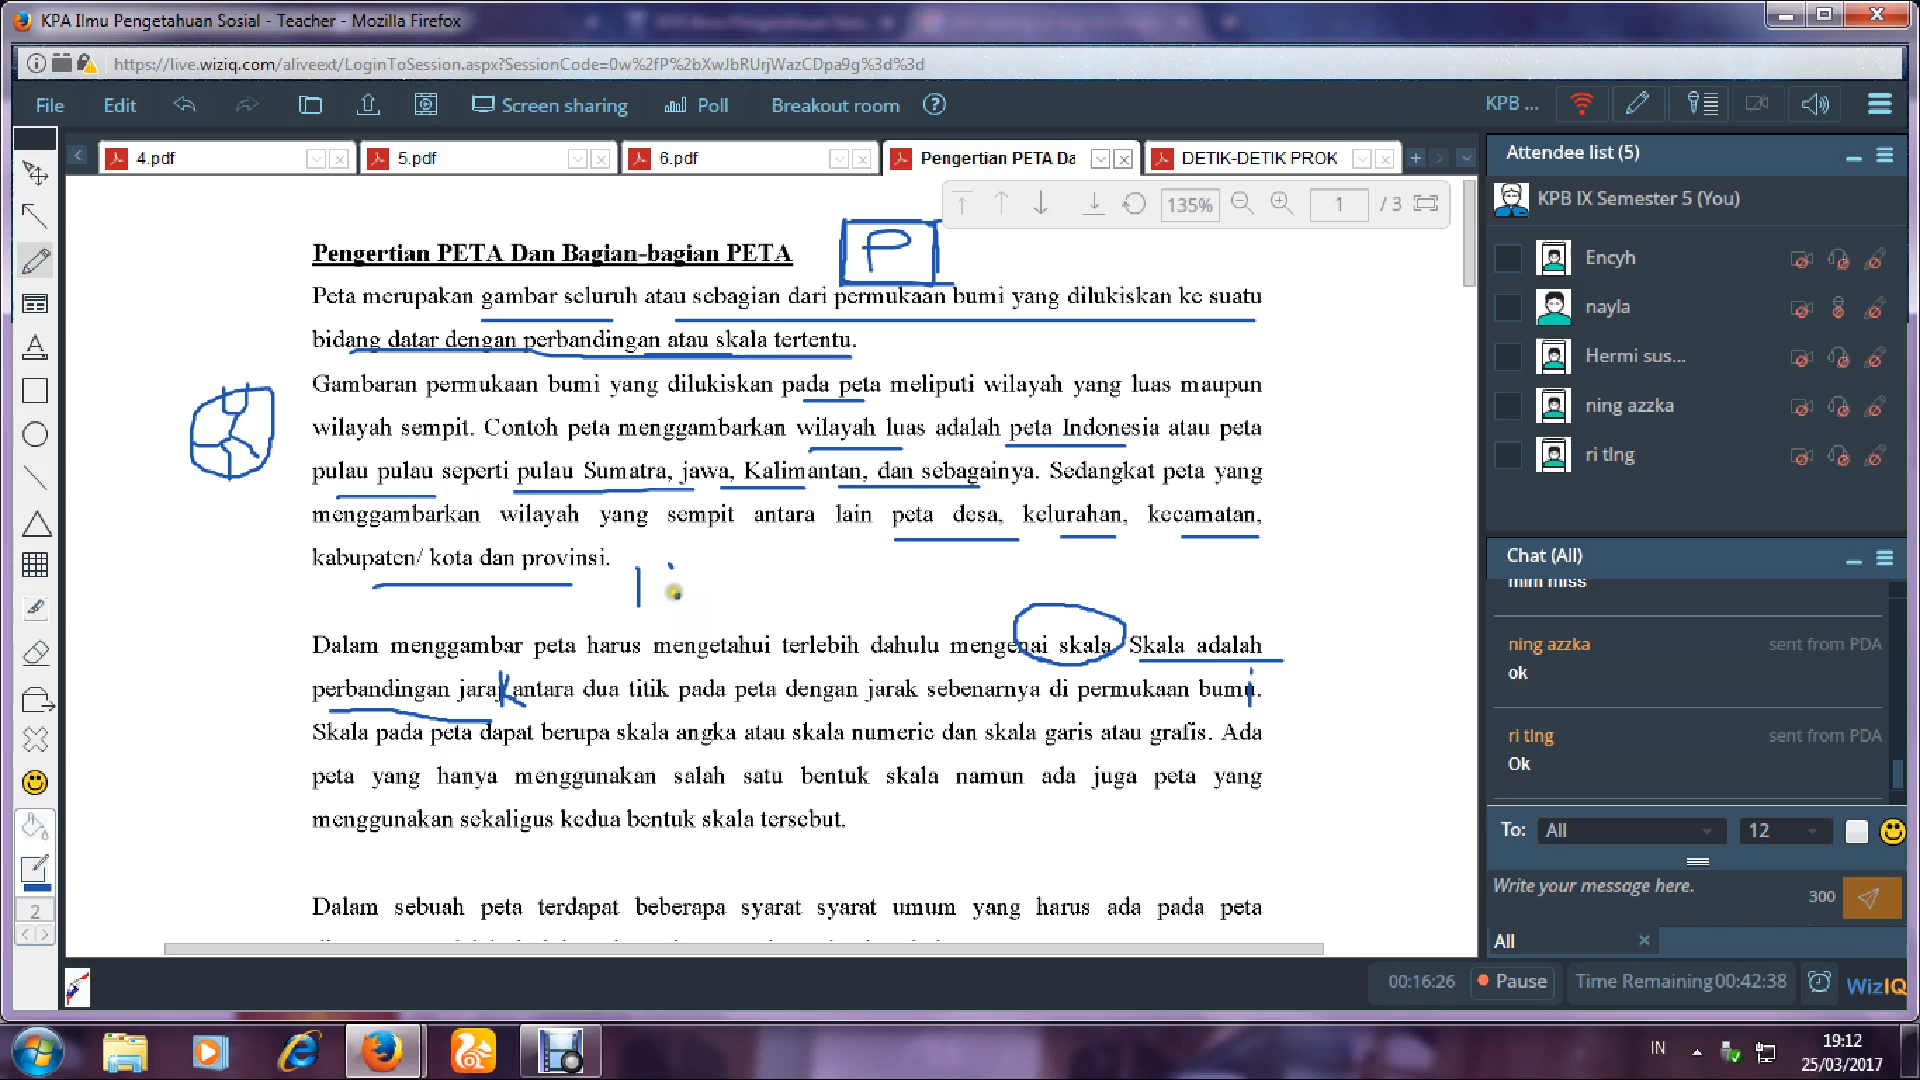 KPA Ilmu Pengetahuan Sosial - Teacher - Mozilla Firefox
https://live.wiziq.com/aliveext/LoginToSession.aspx?SessionCode=0w%2fP%2bXwJbRUrjWazCDpa9g%3d%3d
File Edit Screen sharing Poll Breakout room ? KPB ...
4.pdf 5.pdf 6.pdf Pengertian PETA Da DETIK-DETIK PROK
135% 1 / 3
Pengertian PETA Dan Bagian-bagian PETA P
Peta merupakan gambar seluruh atau sebagian dari permukaan bumi yang dilukiskan ke suatu
bidang datar dengan perbandingan atau skala tertentu.
Gambaran permukaan bumi yang dilukiskan pada peta meliputi wilayah yang luas maupun
wilayah sempit. Contoh peta menggambarkan wilayah luas adalah peta Indonesia atau peta
pulau pulau seperti pulau Sumatra, jawa, Kalimantan, dan sebagainya. Sedangkat peta yang
menggambarkan wilayah yang sempit antara lain peta desa, kelurahan, kecamatan,
kabupaten/ kota dan provinsi.
Dalam menggambar peta harus mengetahui terlebih dahulu mengenai skala. Skala adalah
perbandingan jarak antara dua titik pada peta dengan jarak sebenarnya di permukaan bumi.
Skala pada peta dapat berupa skala angka atau skala numeric dan skala garis atau grafis. Ada
peta yang hanya menggunakan salah satu bentuk skala namun ada juga peta yang
menggunakan sekaligus kedua bentuk skala tersebut.
Dalam sebuah peta terdapat beberapa syarat syarat umum yang harus ada pada peta
2
Attendee list (5)
KPB IX Semester 5 (You)
Encyh
nayla
Hermi sus...
ning azzka
ri tIng
Chat (All)
mim miss
ning azzka sent from PDA
ok
ri tIng sent from PDA
Ok
To: All 12
Write your message here. 300
All
00:16:26 Pause Time Remaining 00:42:38 WizIQ
IN 19:12
25/03/2017